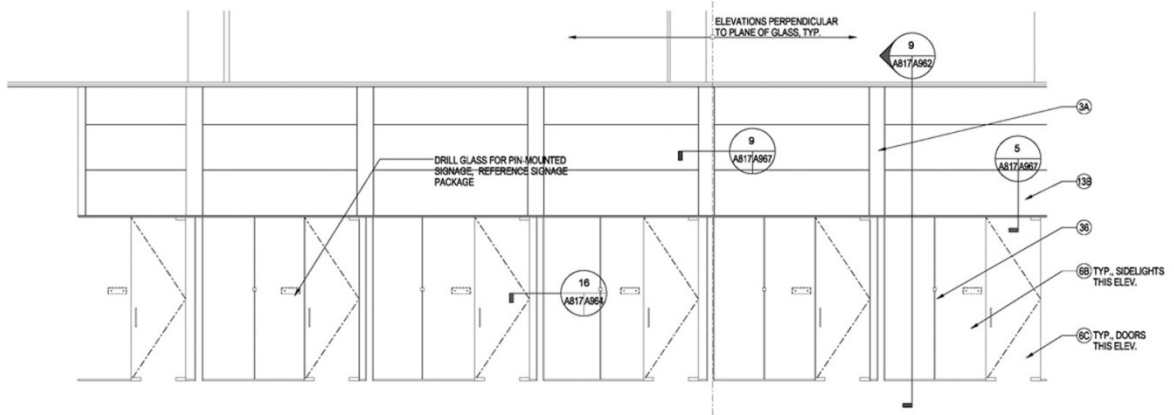 ELEVATIONS PERPENDICULAR
TO PLANE OF GLASS, TYP.
9
A817 A962
3A
9
A817 A967
5
A817 A967
DRILL GLASS FOR PIN-MOUNTED
SIGNAGE, REFERENCE SIGNAGE
PACKAGE
13B
36
16
A817 A964
6B TYP., SIDELIGHTS
THIS ELEV.
6C TYP., DOORS
THIS ELEV.